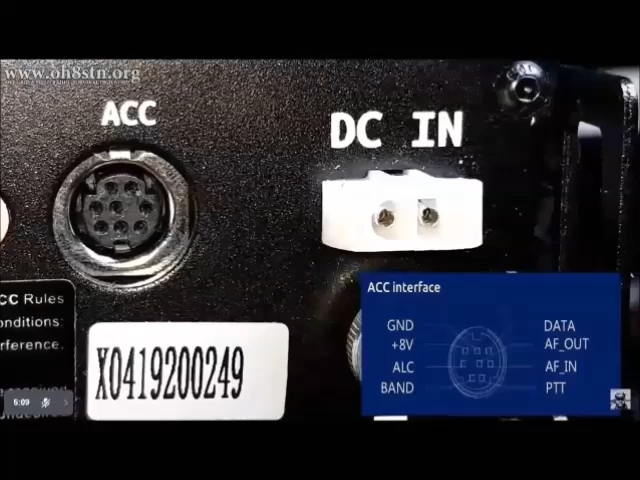 www.oh8stn.org
ACC
DC IN
CC Rules
onditions:
rference.
X0419200249
5:09
ACC interface
GND
+8V
ALC
BAND
DATA
AF_OUT
AF_IN
PTT